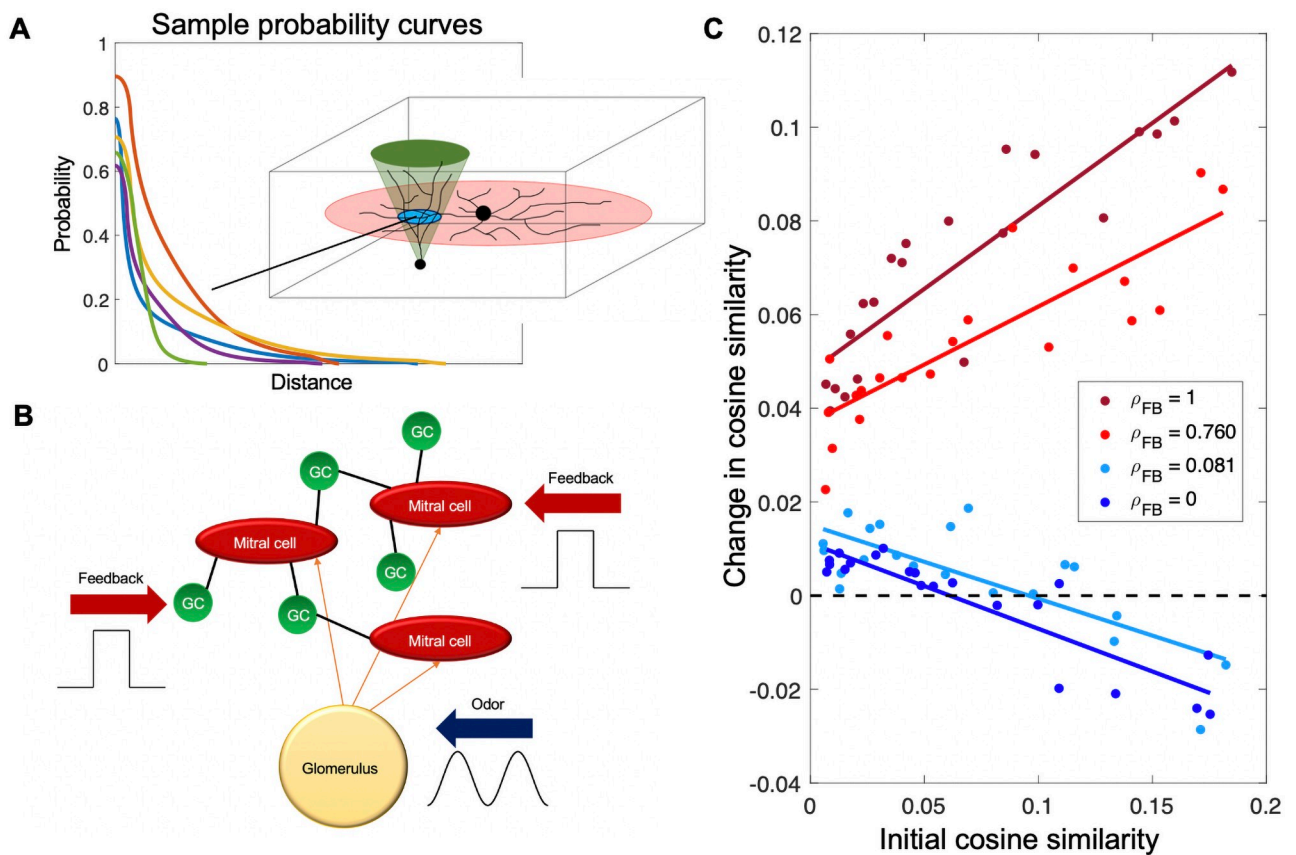 A
Sample probability curves
1
0.8
0.6
0.4
0.2
0
Probability
Distance
B
GC
GC
Mitral cell
Feedback
Mitral cell
Feedback
GC
GC
GC
Mitral cell
Odor
Glomerulus
C
0.12
0.1
0.08
0.06
0.04
0.02
0
-0.02
-0.04
Change in cosine similarity
ρFB = 1
ρFB = 0.760
ρFB = 0.081
ρFB = 0
0 0.05 0.1 0.15 0.2
Initial cosine similarity